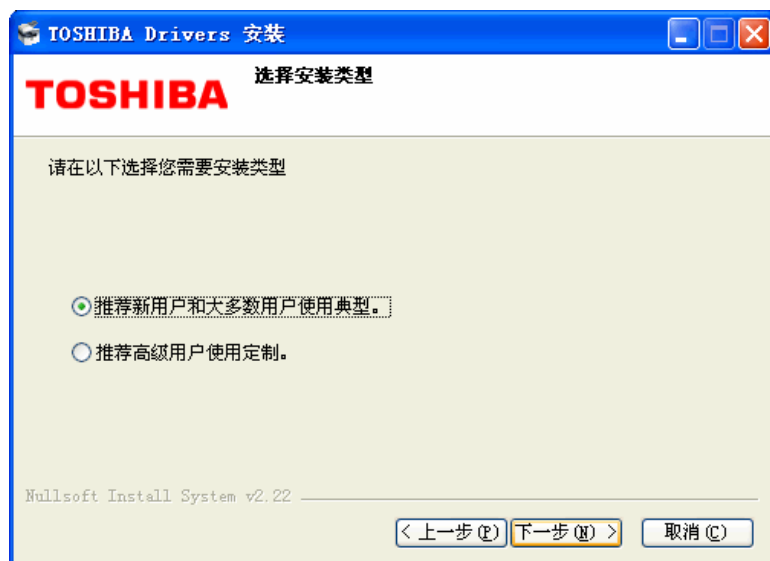 TOSHIBA Drivers 安装
TOSHIBA
选择安装类型
请在以下选择您需要安装类型
推荐新用户和大多数用户使用典型。
推荐高级用户使用定制。
Nullsoft Install System v2.22
< 上一步(P)
下一步(N) >
取消(C)